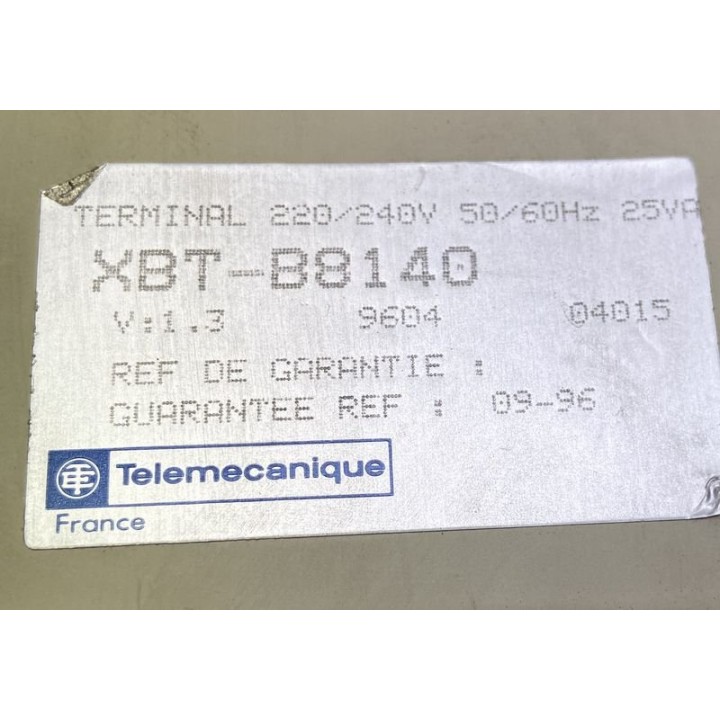 TERMINAL 220/240V 50/60Hz 25VA
XBT-B8140
V:1.3 9604 04015
REF DE GARANTIE :
GUARANTEE REF : 09-96
TE Telemecanique
France